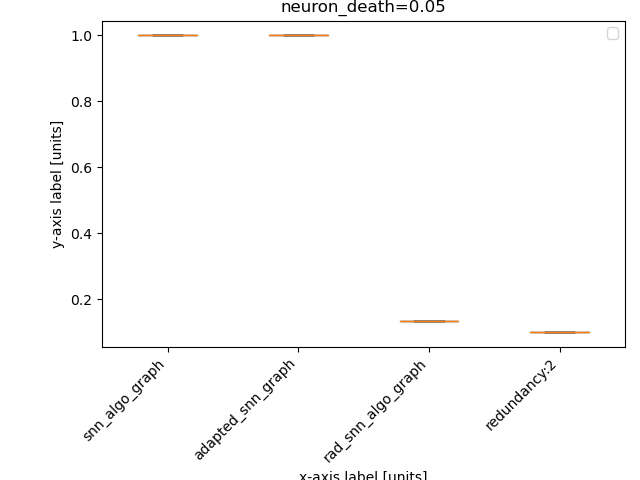 neuron_death=0.05
y-axis label [units]
1.0
0.8
0.6
0.4
0.2
snn_algo_graph
adapted_snn_graph
rad_snn_algo_graph
redundancy:2
x-axis label [units]